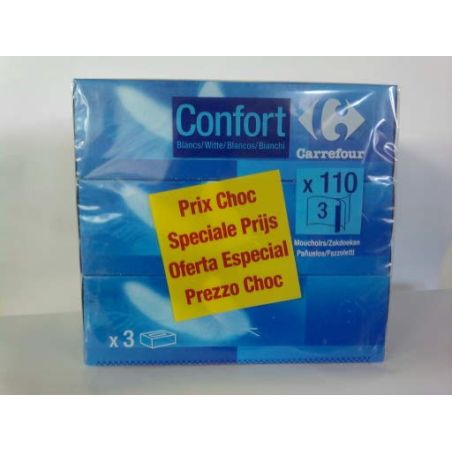 Confort
Blancs/Witte/Blancos/Bianchi
Carrefour
x 110
3
Mouchoirs/Zakdoeken
Pañuelos/Fazzoletti
Prix Choc
Speciale Prijs
Oferta Especial
Prezzo Choc
x 3